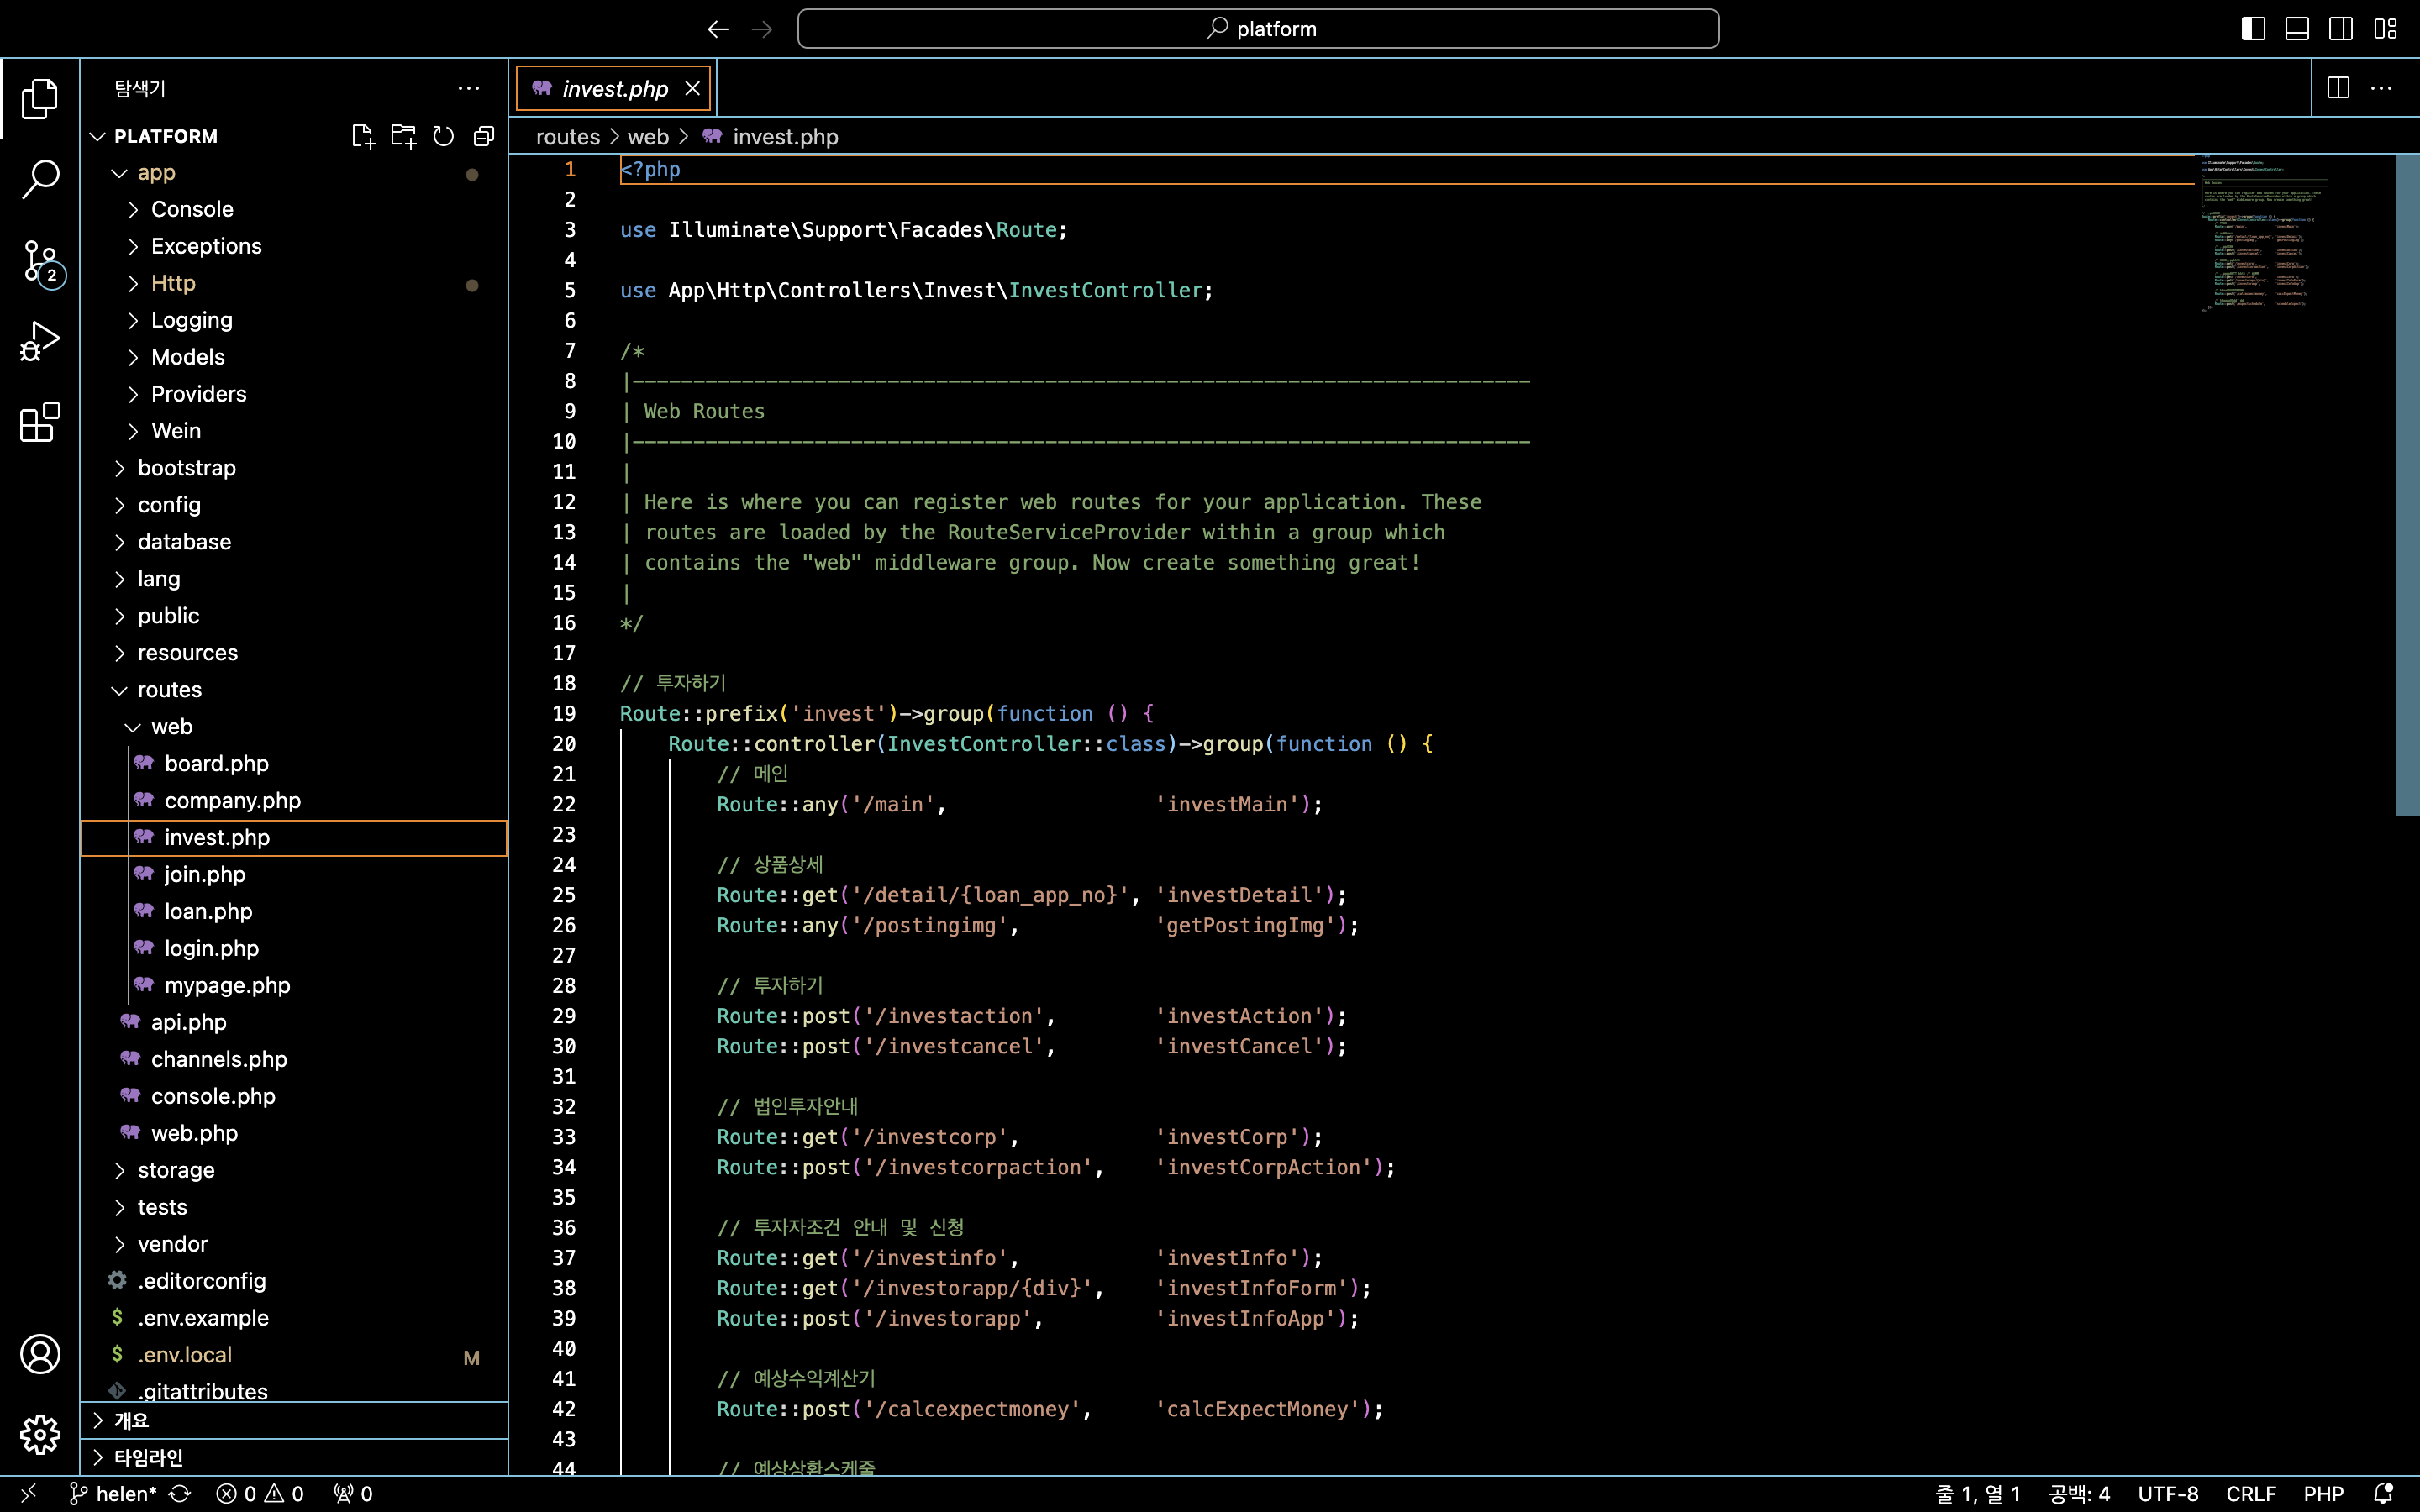 platform
탐색기
PLATFORM
app
Console
Exceptions
Http
Logging
Models
Providers
Wein
bootstrap
config
database
lang
public
resources
routes
web
board.php
company.php
invest.php
join.php
loan.php
login.php
mypage.php
api.php
channels.php
console.php
web.php
storage
tests
vendor
.editorconfig
$ .env.example
$ .env.local M
.gitattributes
개요
타임라인
2
invest.php
routes > web > invest.php
1 <?php
2
3 use Illuminate\Support\Facades\Route;
4
5 use App\Http\Controllers\Invest\InvestController;
6
7 /*
8 |--------------------------------------------------------------------------
9 | Web Routes
10 |--------------------------------------------------------------------------
11 |
12 | Here is where you can register web routes for your application. These
13 | routes are loaded by the RouteServiceProvider within a group which
14 | contains the "web" middleware group. Now create something great!
15 |
16 */
17
18 // 투자하기
19 Route::prefix('invest')->group(function () {
20 Route::controller(InvestController::class)->group(function () {
21 // 메인
22 Route::any('/main', 'investMain');
23
24 // 상품상세
25 Route::get('/detail/{loan_app_no}', 'investDetail');
26 Route::any('/postingimg', 'getPostingImg');
27
28 // 투자하기
29 Route::post('/investaction', 'investAction');
30 Route::post('/investcancel', 'investCancel');
31
32 // 법인투자안내
33 Route::get('/investcorp', 'investCorp');
34 Route::post('/investcorpaction', 'investCorpAction');
35
36 // 투자자조건 안내 및 신청
37 Route::get('/investinfo', 'investInfo');
38 Route::get('/investorapp/{div}', 'investInfoForm');
39 Route::post('/investorapp', 'investInfoApp');
40
41 // 예상수익계산기
42 Route::post('/calcexpectmoney', 'calcExpectMoney');
43
44 // 예상상환스케줄
helen* 0 0 0
줄 1, 열 1 공백: 4 UTF-8 CRLF PHP